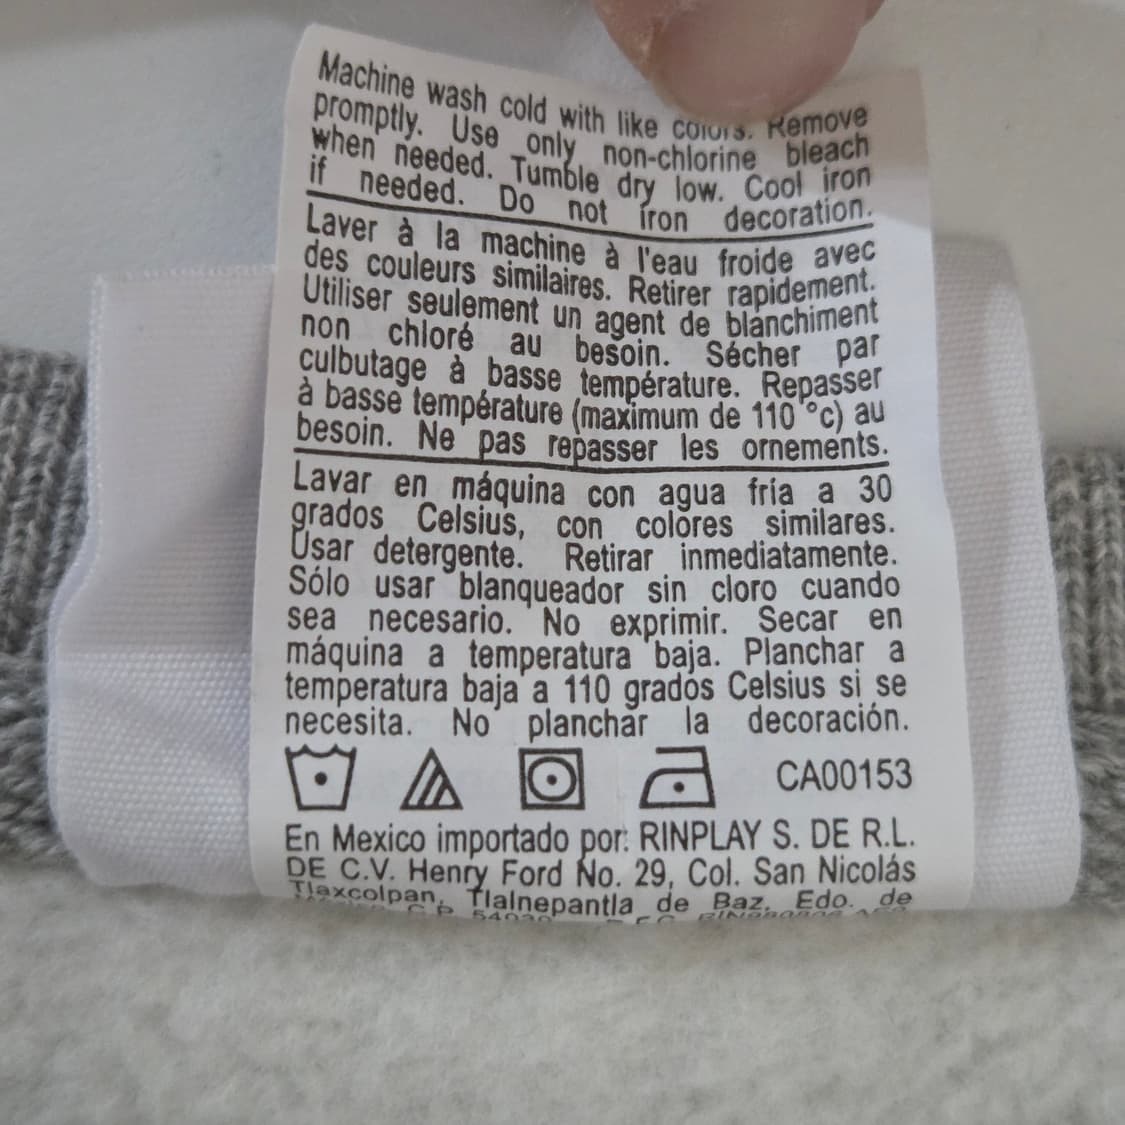 Machine wash cold with like colors. Remove
promptly. Use only non-chlorine bleach
when needed. Tumble dry low. Cool iron
if needed. Do not iron decoration.
Laver à la machine à l'eau froide avec
des couleurs similaires. Retirer rapidement.
Utiliser seulement un agent de blanchiment
non chloré au besoin. Sécher par
culbutage à basse température. Repasser
à basse température (maximum de 110 °c) au
besoin. Ne pas repasser les ornements.
Lavar en máquina con agua fría a 30
grados Celsius, con colores similares.
Usar detergente. Retirar inmediatamente.
Sólo usar blanqueador sin cloro cuando
sea necesario. No exprimir. Secar en
máquina a temperatura baja. Planchar a
temperatura baja a 110 grados Celsius si se
necesita. No planchar la decoración.
CA00153
En Mexico importado por: RINPLAY S. DE R.L.
DE C.V. Henry Ford No. 29, Col. San Nicolás
Tlaxcolpan, Tlalnepantla de Baz, Edo. de